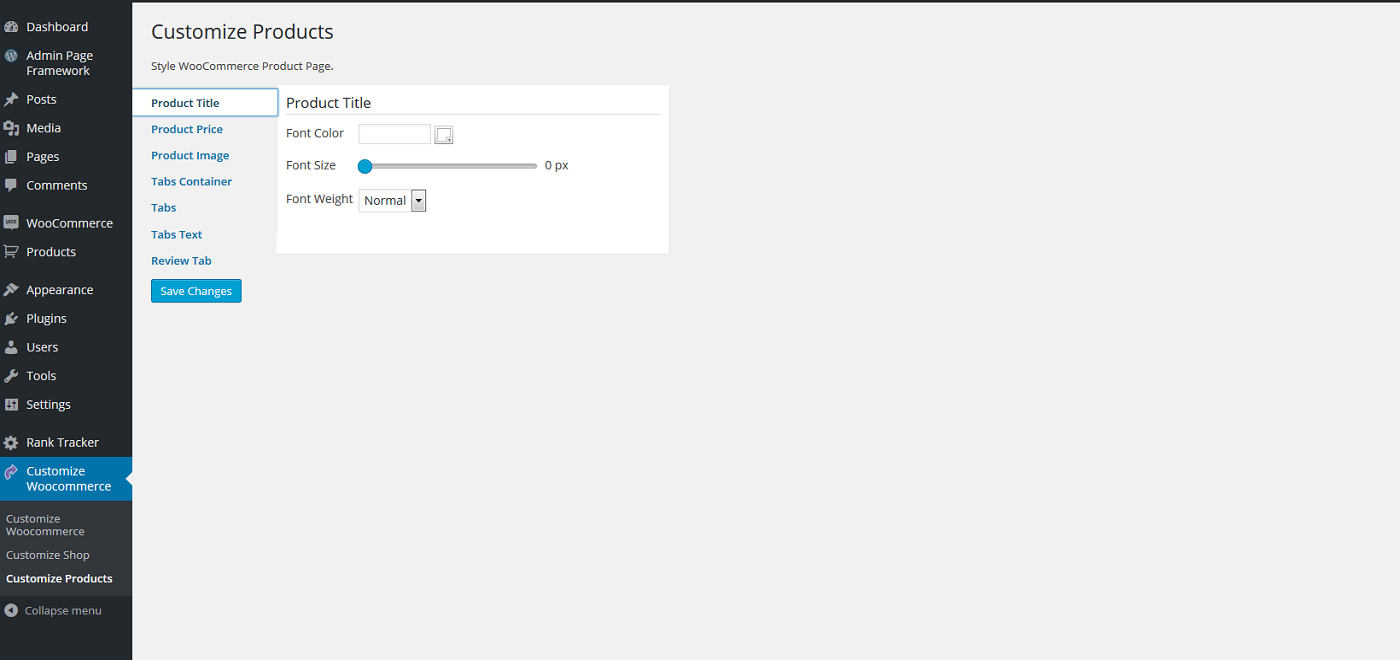 Dashboard
Admin Page
Framework
Posts
Media
Pages
Comments
WooCommerce
Products
Appearance
Plugins
Users
Tools
Settings
Rank Tracker
Customize
Woocommerce
Customize
Woocommerce
Customize Shop
Customize Products
Collapse menu
Customize Products
Style WooCommerce Product Page.
Product Title
Product Price
Product Image
Tabs Container
Tabs
Tabs Text
Review Tab
Save Changes
Product Title
Font Color
Font Size 0 px
Font Weight Normal